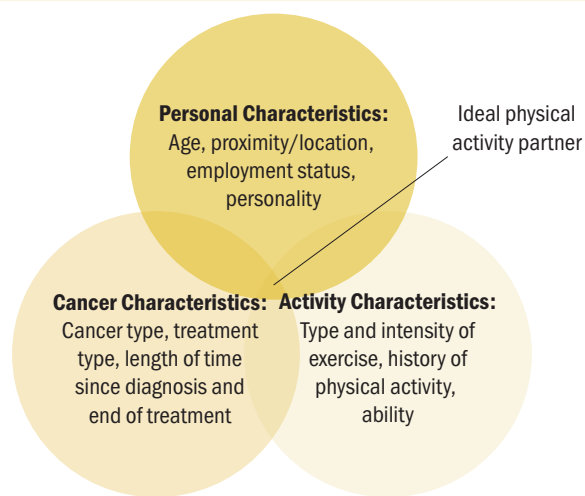 Personal Characteristics:
Age, proximity/location,
employment status,
personality
Ideal physical
activity partner
Cancer Characteristics:
Cancer type, treatment
type, length of time
since diagnosis and
end of treatment
Activity Characteristics:
Type and intensity of
exercise, history of
physical activity,
ability